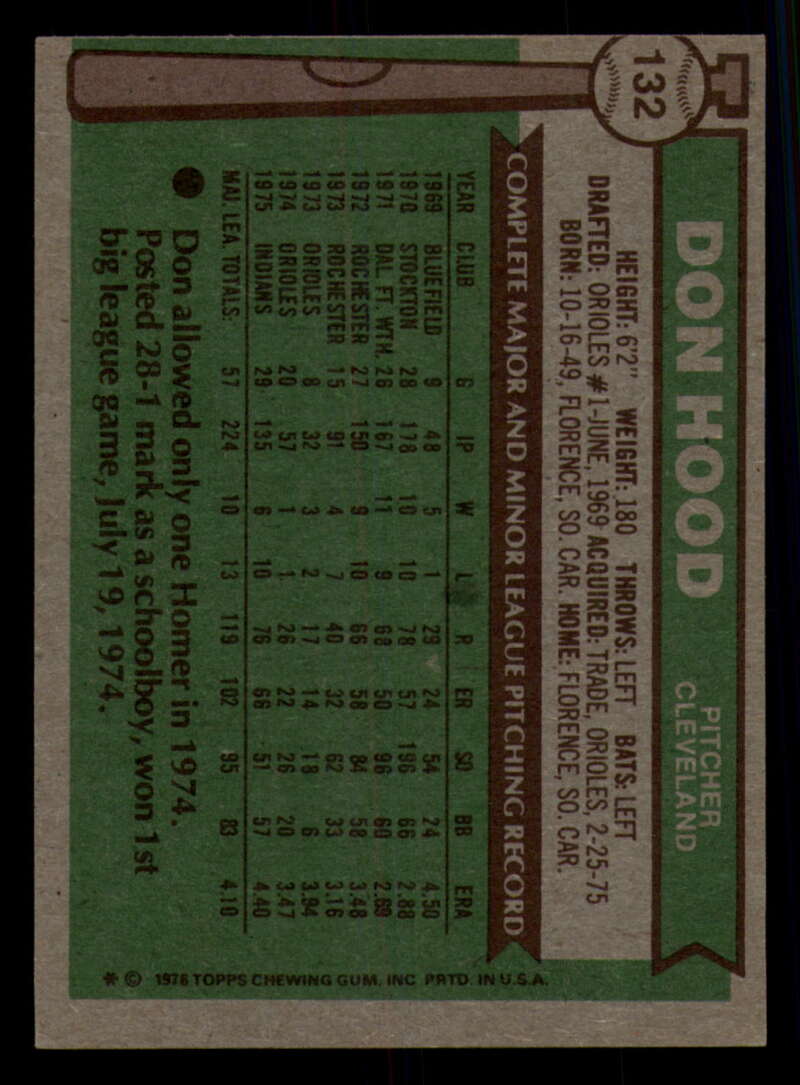 132
DON HOOD
PITCHER
CLEVELAND
HEIGHT: 6'2" WEIGHT: 180 THROWS: LEFT BATS: LEFT
DRAFTED: ORIOLES #1-JUNE, 1969 ACQUIRED: TRADE, ORIOLES, 2-25-75
BORN: 10-16-49, FLORENCE, SO. CAR. HOME: FLORENCE, SO. CAR.
COMPLETE MAJOR AND MINOR LEAGUE PITCHING RECORD
YEAR CLUB G IP W L R ER SO BB ERA
1969 BLUEFIELD 9 48 5 1 29 24 54 24 4.50
1970 STOCKTON 28 178 10 10 78 57 196 66 2.88
1971 DAL. FT. WTH. 26 167 11 9 68 50 96 60 2.69
1972 ROCHESTER 27 150 9 10 66 58 84 58 3.48
1973 ROCHESTER 15 91 4 7 40 32 62 33 3.16
1973 ORIOLES 8 32 3 2 17 14 18 6 3.94
1974 ORIOLES 20 57 1 1 26 22 26 20 3.47
1975 INDIANS 29 135 6 10 76 66 51 57 4.40
MAJ. LEA. TOTALS: 57 224 10 13 119 102 95 83 4.10
Don allowed only one Homer in 1974.
Posted 28-1 mark as a schoolboy, won 1st
big league game, July 19, 1974.
* © 1976 TOPPS CHEWING GUM, INC PRTD. IN U.S.A.